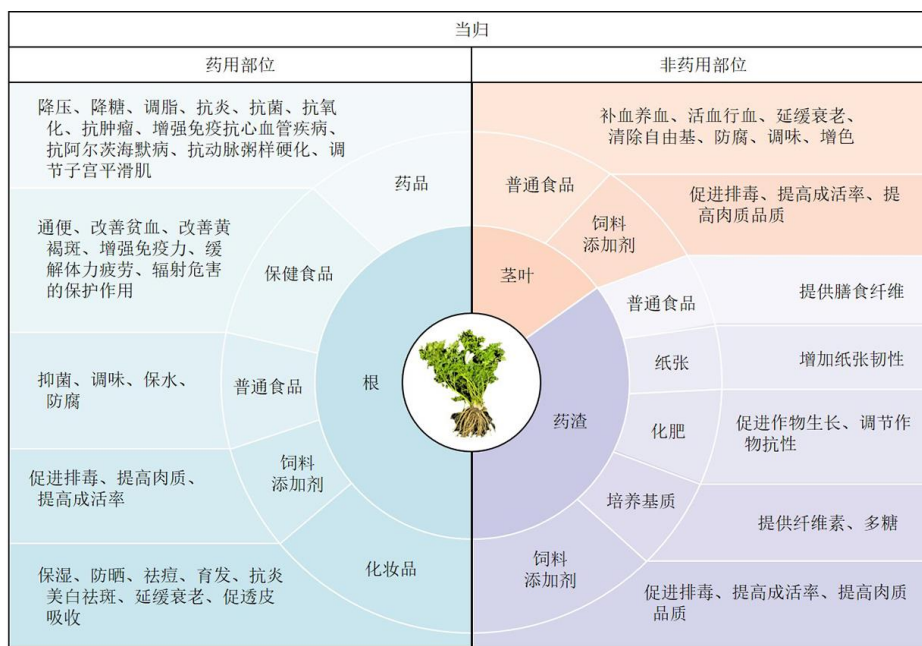 当归
药用部位
非药用部位
降压、降糖、调脂、抗炎、抗菌、抗氧
化、抗肿瘤、增强免疫抗心血管疾病、
抗阿尔茨海默病、抗动脉粥样硬化、调
节子宫平滑肌
药品
通便、改善贫血、改善黄
褐斑、增强免疫力、缓
解体力疲劳、辐射危害
的保护作用
保健食品
抑菌、调味、保水、
防腐
普通食品
根
促进排毒、提高肉质、
提高成活率
饲料
添加剂
保湿、防晒、祛痘、育发、抗炎
美白祛斑、延缓衰老、促透皮
吸收
化妆品
补血养血、活血行血、延缓衰老、
清除自由基、防腐、调味、增色
普通食品
促进排毒、提高成活率、提
高肉质品质
饲料
添加剂
茎叶
普通食品
提供膳食纤维
纸张
增加纸张韧性
药渣
化肥
促进作物生长、调节作
物抗性
培养基质
提供纤维素、多糖
饲料
添加剂
促进排毒、提高成活率、提高肉质
品质